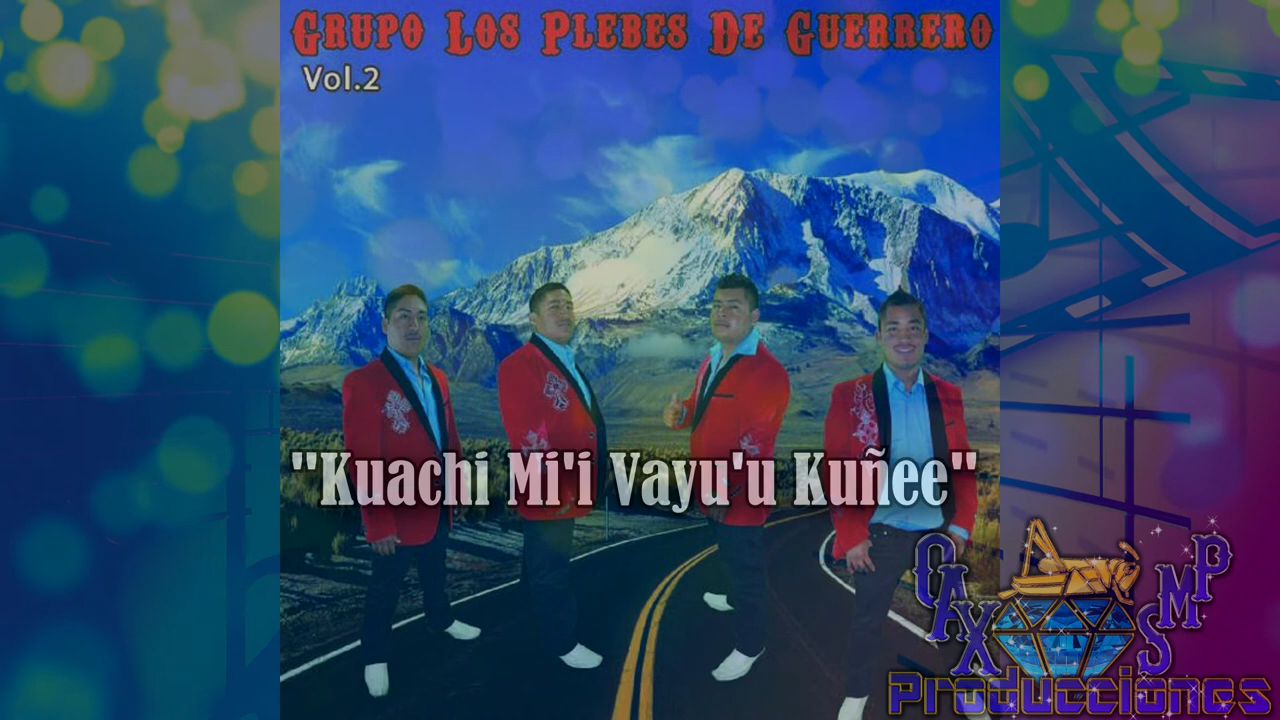 Grupo Los Plebes De Guerrero
Vol.2
"Kuachi Mi'i Vayu'u Kuñee"
OAXSMP
Producciones